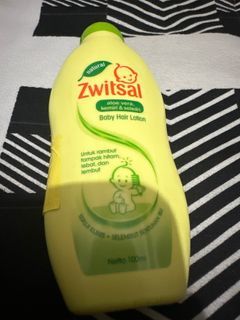 natural
Zwitsal
aloe vera,
kemiri & seledri
Baby Hair Lotion
Untuk rambut
tampak hitam,
lebat, dan
lembut
Netto 100ml